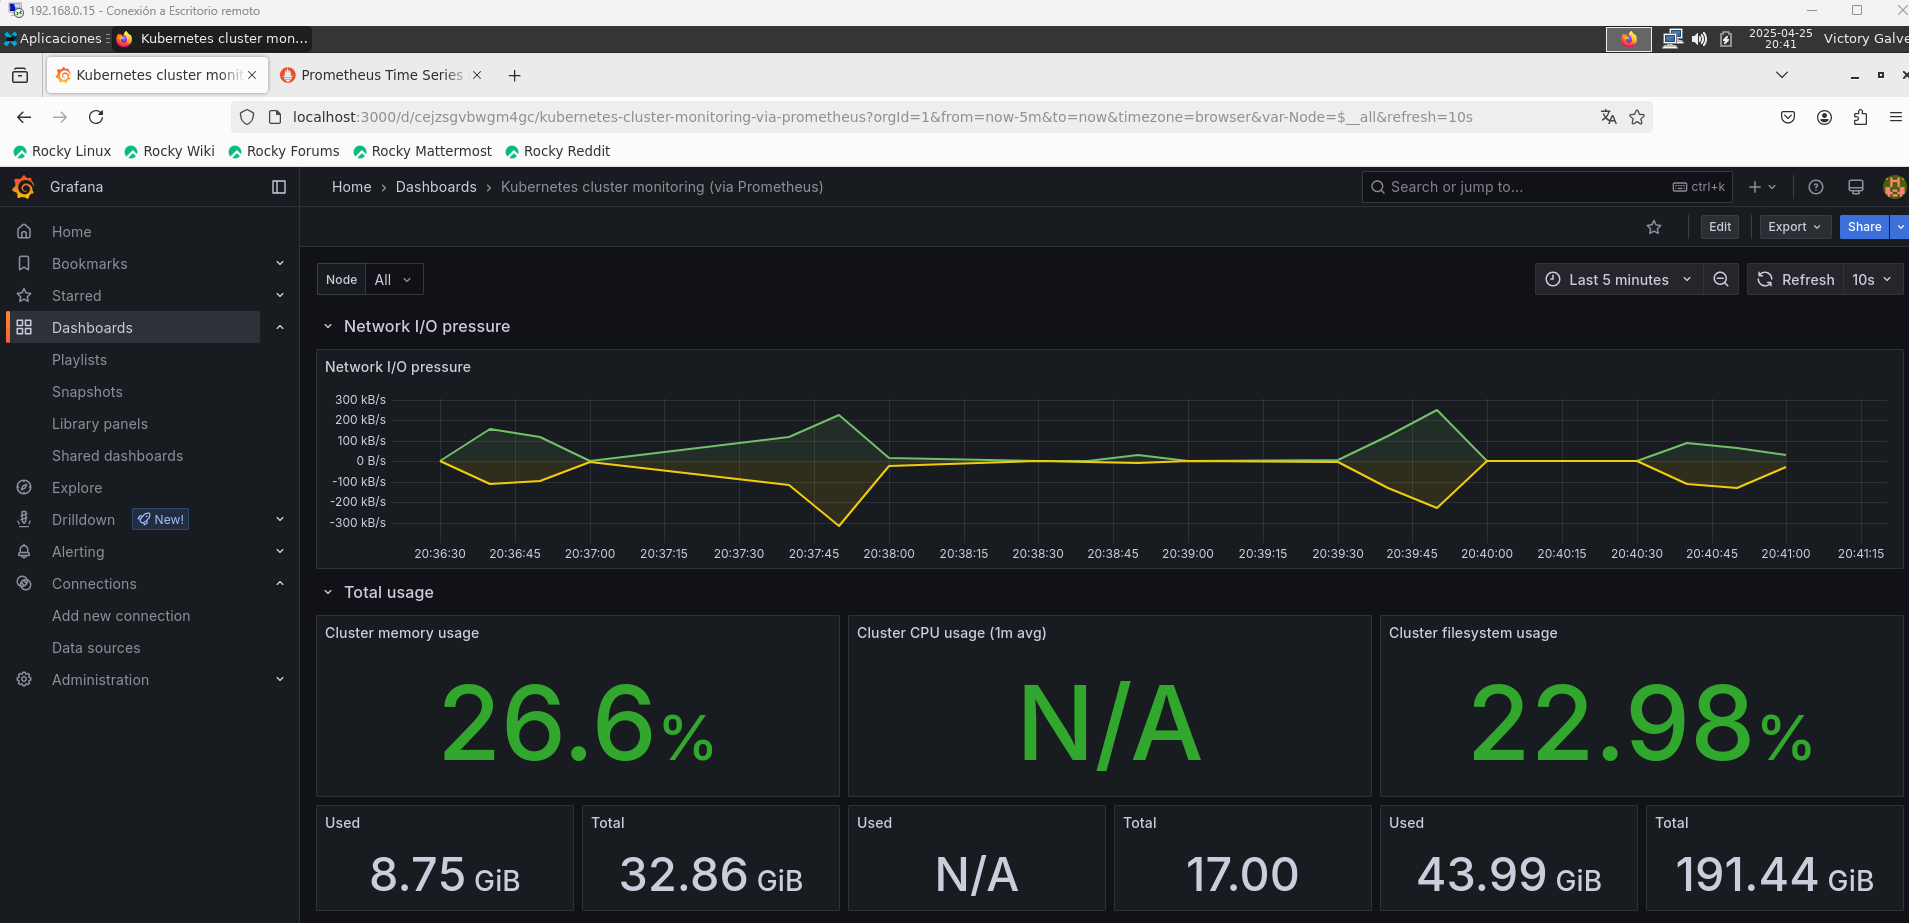 192.168.0.15 - Conexión a Escritorio remoto
Aplicaciones
Kubernetes cluster mon...
2025-04-25
20:41
Victory Galve
Kubernetes cluster monit
Prometheus Time Series
localhost:3000/d/cejzsgvbwgm4gc/kubernetes-cluster-monitoring-via-prometheus?orgId=1&from=now-5m&to=now&timezone=browser&var-Node=$__all&refresh=10s
Rocky Linux
Rocky Wiki
Rocky Forums
Rocky Mattermost
Rocky Reddit
Grafana
Home › Dashboards › Kubernetes cluster monitoring (via Prometheus)
Search or jump to...
ctrl+k
Edit
Export
Share
Home
Bookmarks
Starred
Dashboards
Playlists
Snapshots
Library panels
Shared dashboards
Explore
Drilldown
New!
Alerting
Connections
Add new connection
Data sources
Administration
Node
All
Last 5 minutes
Refresh
10s
Network I/O pressure
Network I/O pressure
300 kB/s
200 kB/s
100 kB/s
0 B/s
-100 kB/s
-200 kB/s
-300 kB/s
20:36:30 20:36:45 20:37:00 20:37:15 20:37:30 20:37:45 20:38:00 20:38:15 20:38:30 20:38:45 20:39:00 20:39:15 20:39:30 20:39:45 20:40:00 20:40:15 20:40:30 20:40:45 20:41:00 20:41:15
Total usage
Cluster memory usage
26.6%
Cluster CPU usage (1m avg)
N/A
Cluster filesystem usage
22.98%
Used
8.75 GiB
Total
32.86 GiB
Used
N/A
Total
17.00
Used
43.99 GiB
Total
191.44 GiB